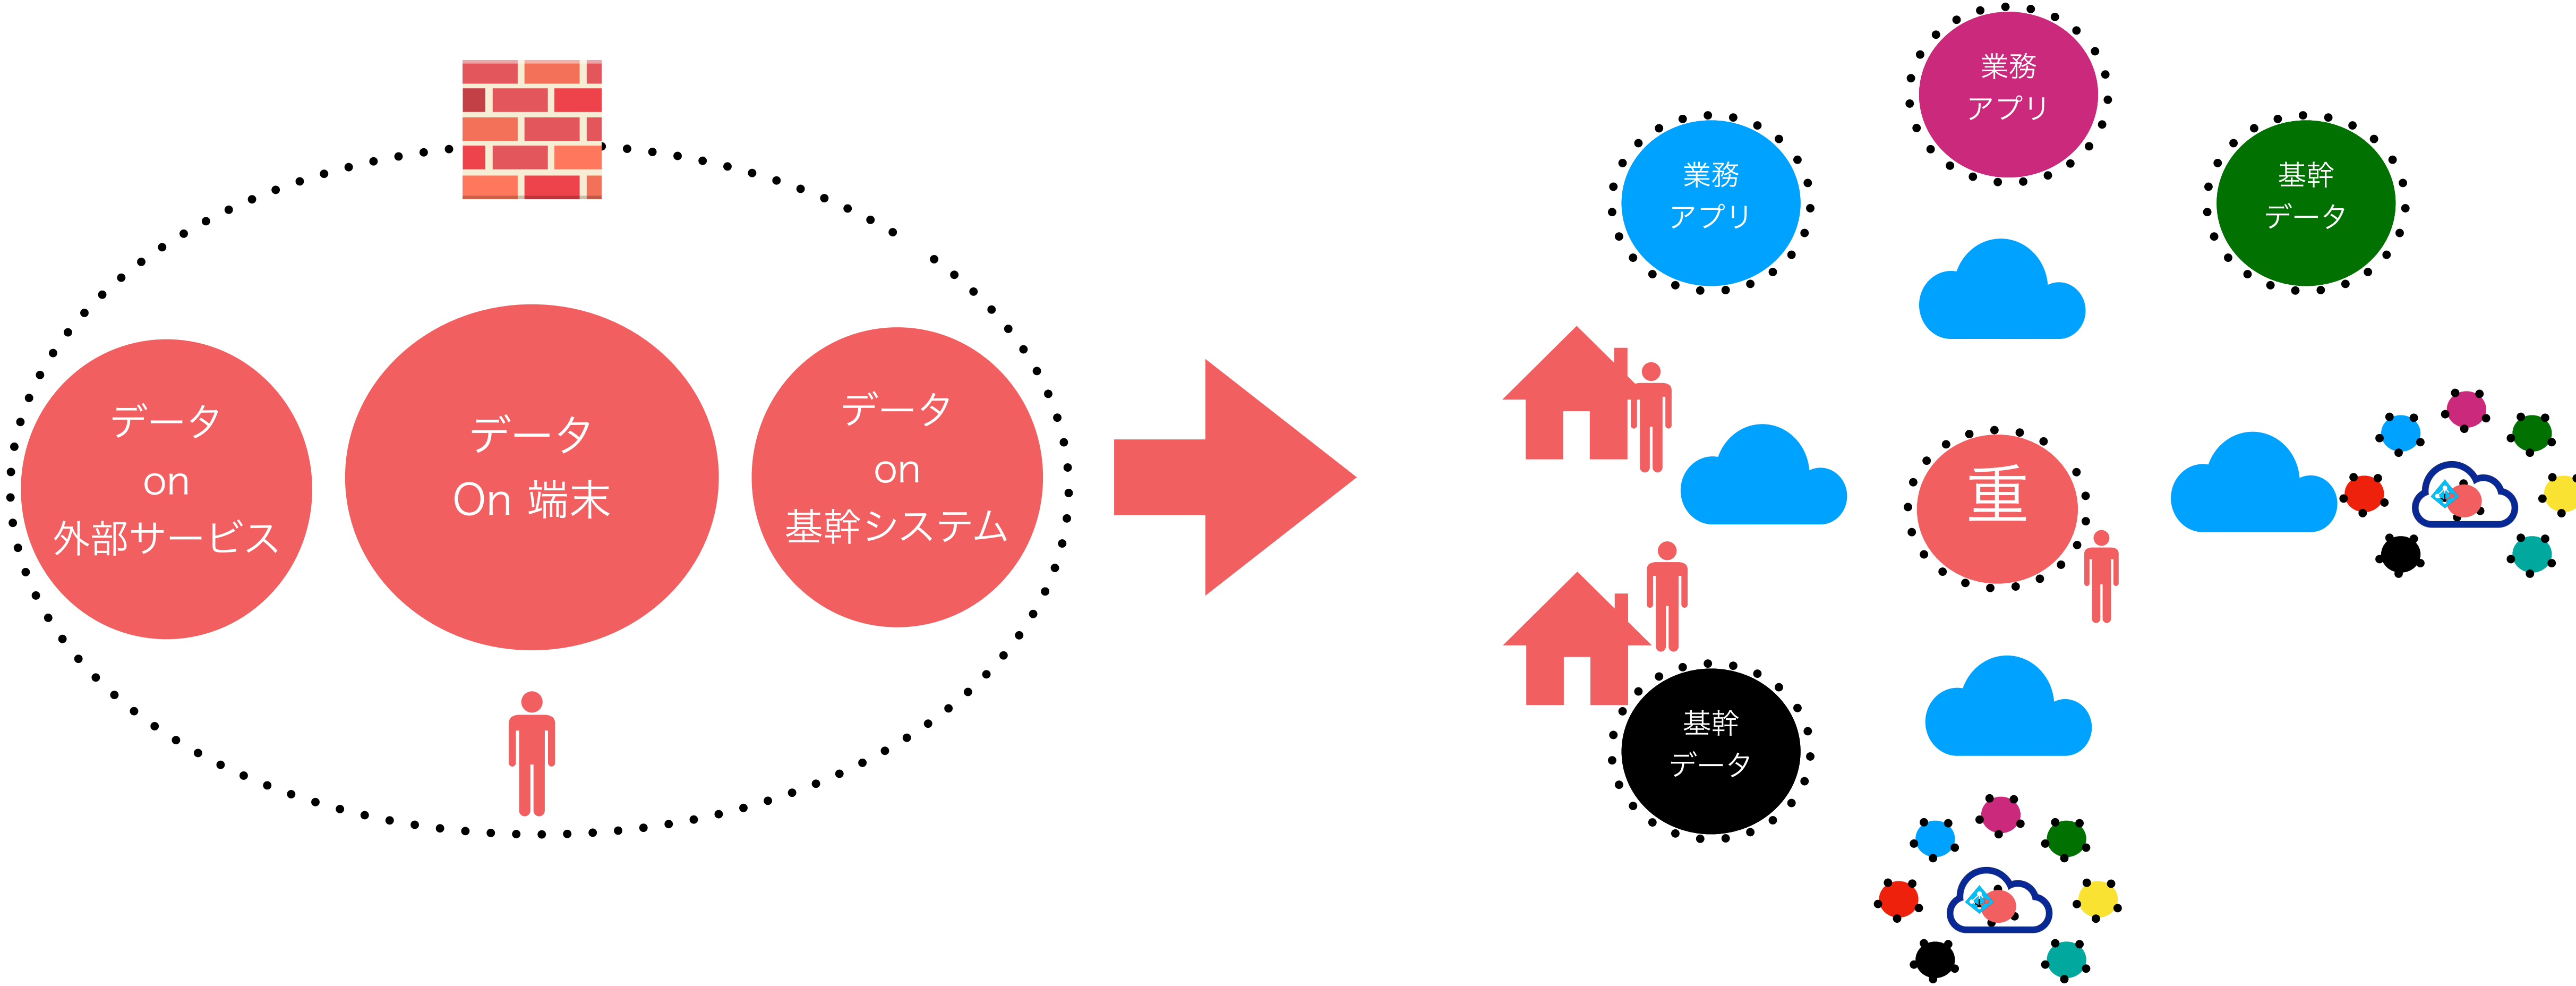 データ
on
外部サービス
データ
On 端末
データ
on
基幹システム
業務
アプリ
業務
アプリ
基幹
データ
重
基幹
データ